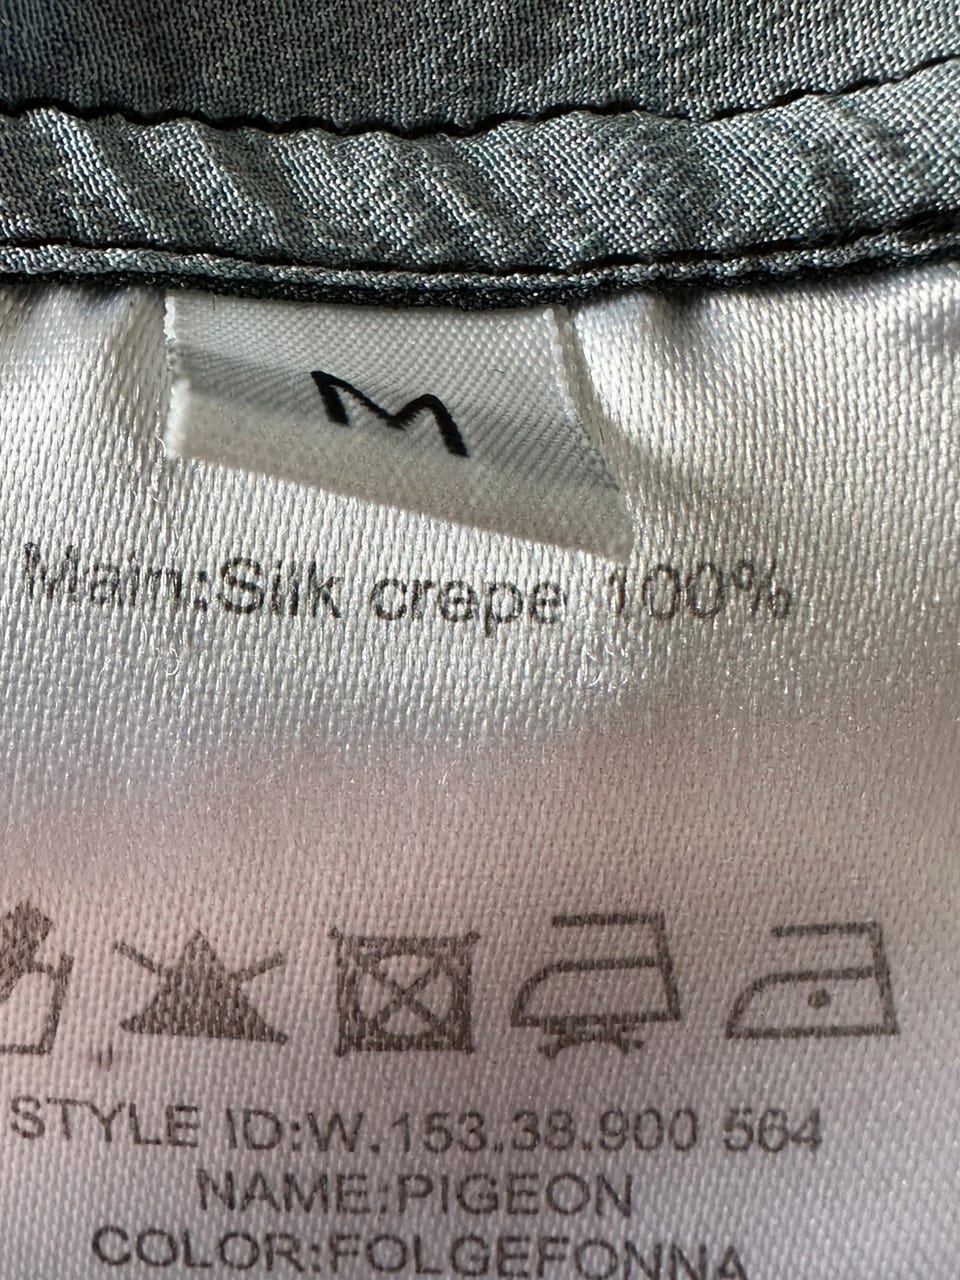 M
Main:Silk crepe 100%
STYLE ID:W.153.38.900 564
NAME:PIGEON
COLOR:FOLGEFONNA